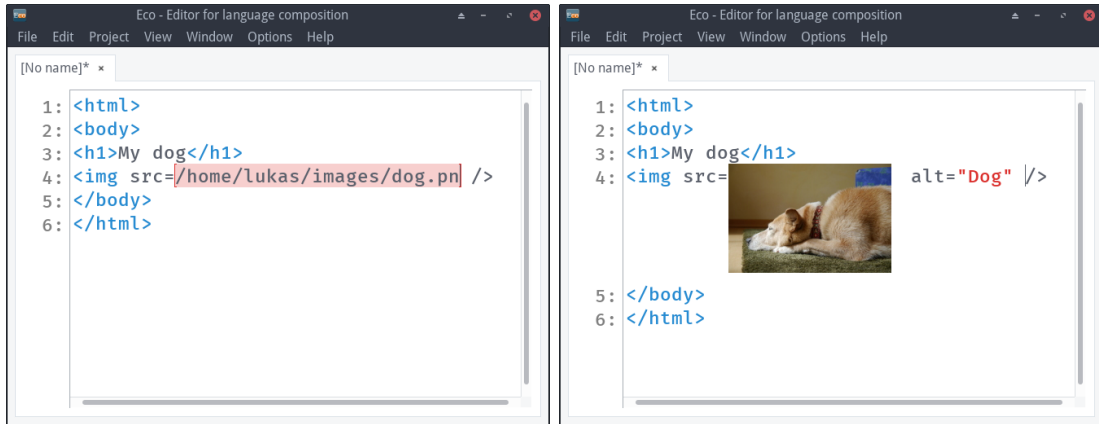 Eco - Editor for language composition
File Edit Project View Window Options Help
[No name]* ×
1: <html>
2: <body>
3: <h1>My dog</h1>
4: <img src=/home/lukas/images/dog.pn />
5: </body>
6: </html>
Eco - Editor for language composition
File Edit Project View Window Options Help
[No name]* ×
1: <html>
2: <body>
3: <h1>My dog</h1>
4: <img src= alt="Dog" />
5: </body>
6: </html>